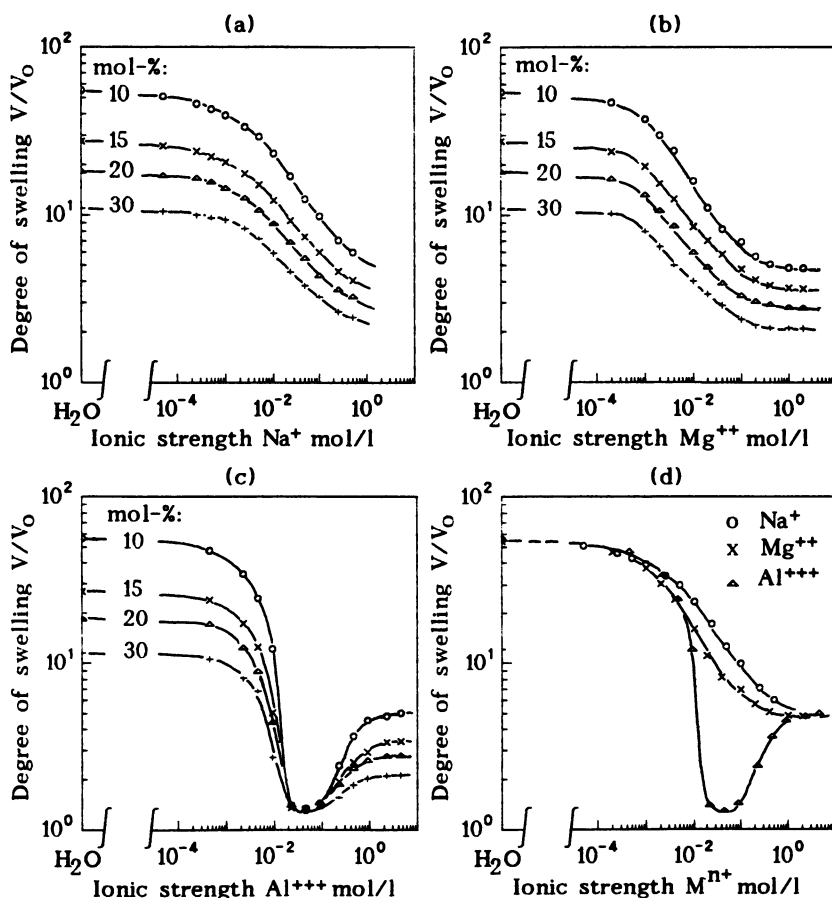 (a)
10²
mol-%:
10
15
20
30
10¹
10⁰
Degree of swelling V/V₀
H₂O
10⁻⁴
10⁻²
10⁰
Ionic strength Na⁺ mol/l
(b)
10²
mol-%:
10
15
20
30
10¹
10⁰
Degree of swelling V/V₀
H₂O
10⁻⁴
10⁻²
10⁰
Ionic strength Mg⁺⁺ mol/l
(c)
10²
mol-%:
10
15
20
30
10¹
10⁰
Degree of swelling V/V₀
H₂O
10⁻⁴
10⁻²
10⁰
Ionic strength Al⁺⁺⁺ mol/l
(d)
10²
Na⁺
Mg⁺⁺
Al⁺⁺⁺
10¹
10⁰
Degree of swelling V/V₀
H₂O
10⁻⁴
10⁻²
10⁰
Ionic strength Mⁿ⁺ mol/l